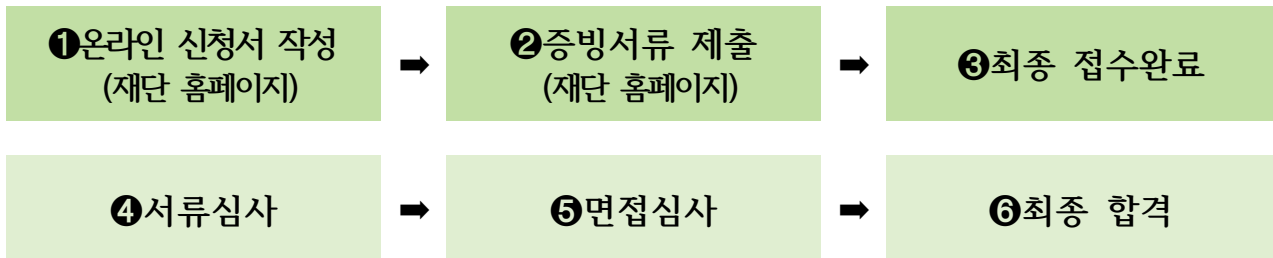 ❶온라인 신청서 작성
(재단 홈페이지)
➡
❷증빙서류 제출
(재단 홈페이지)
➡
❸최종 접수완료
❹서류심사
➡
❺면접심사
➡
❻최종 합격